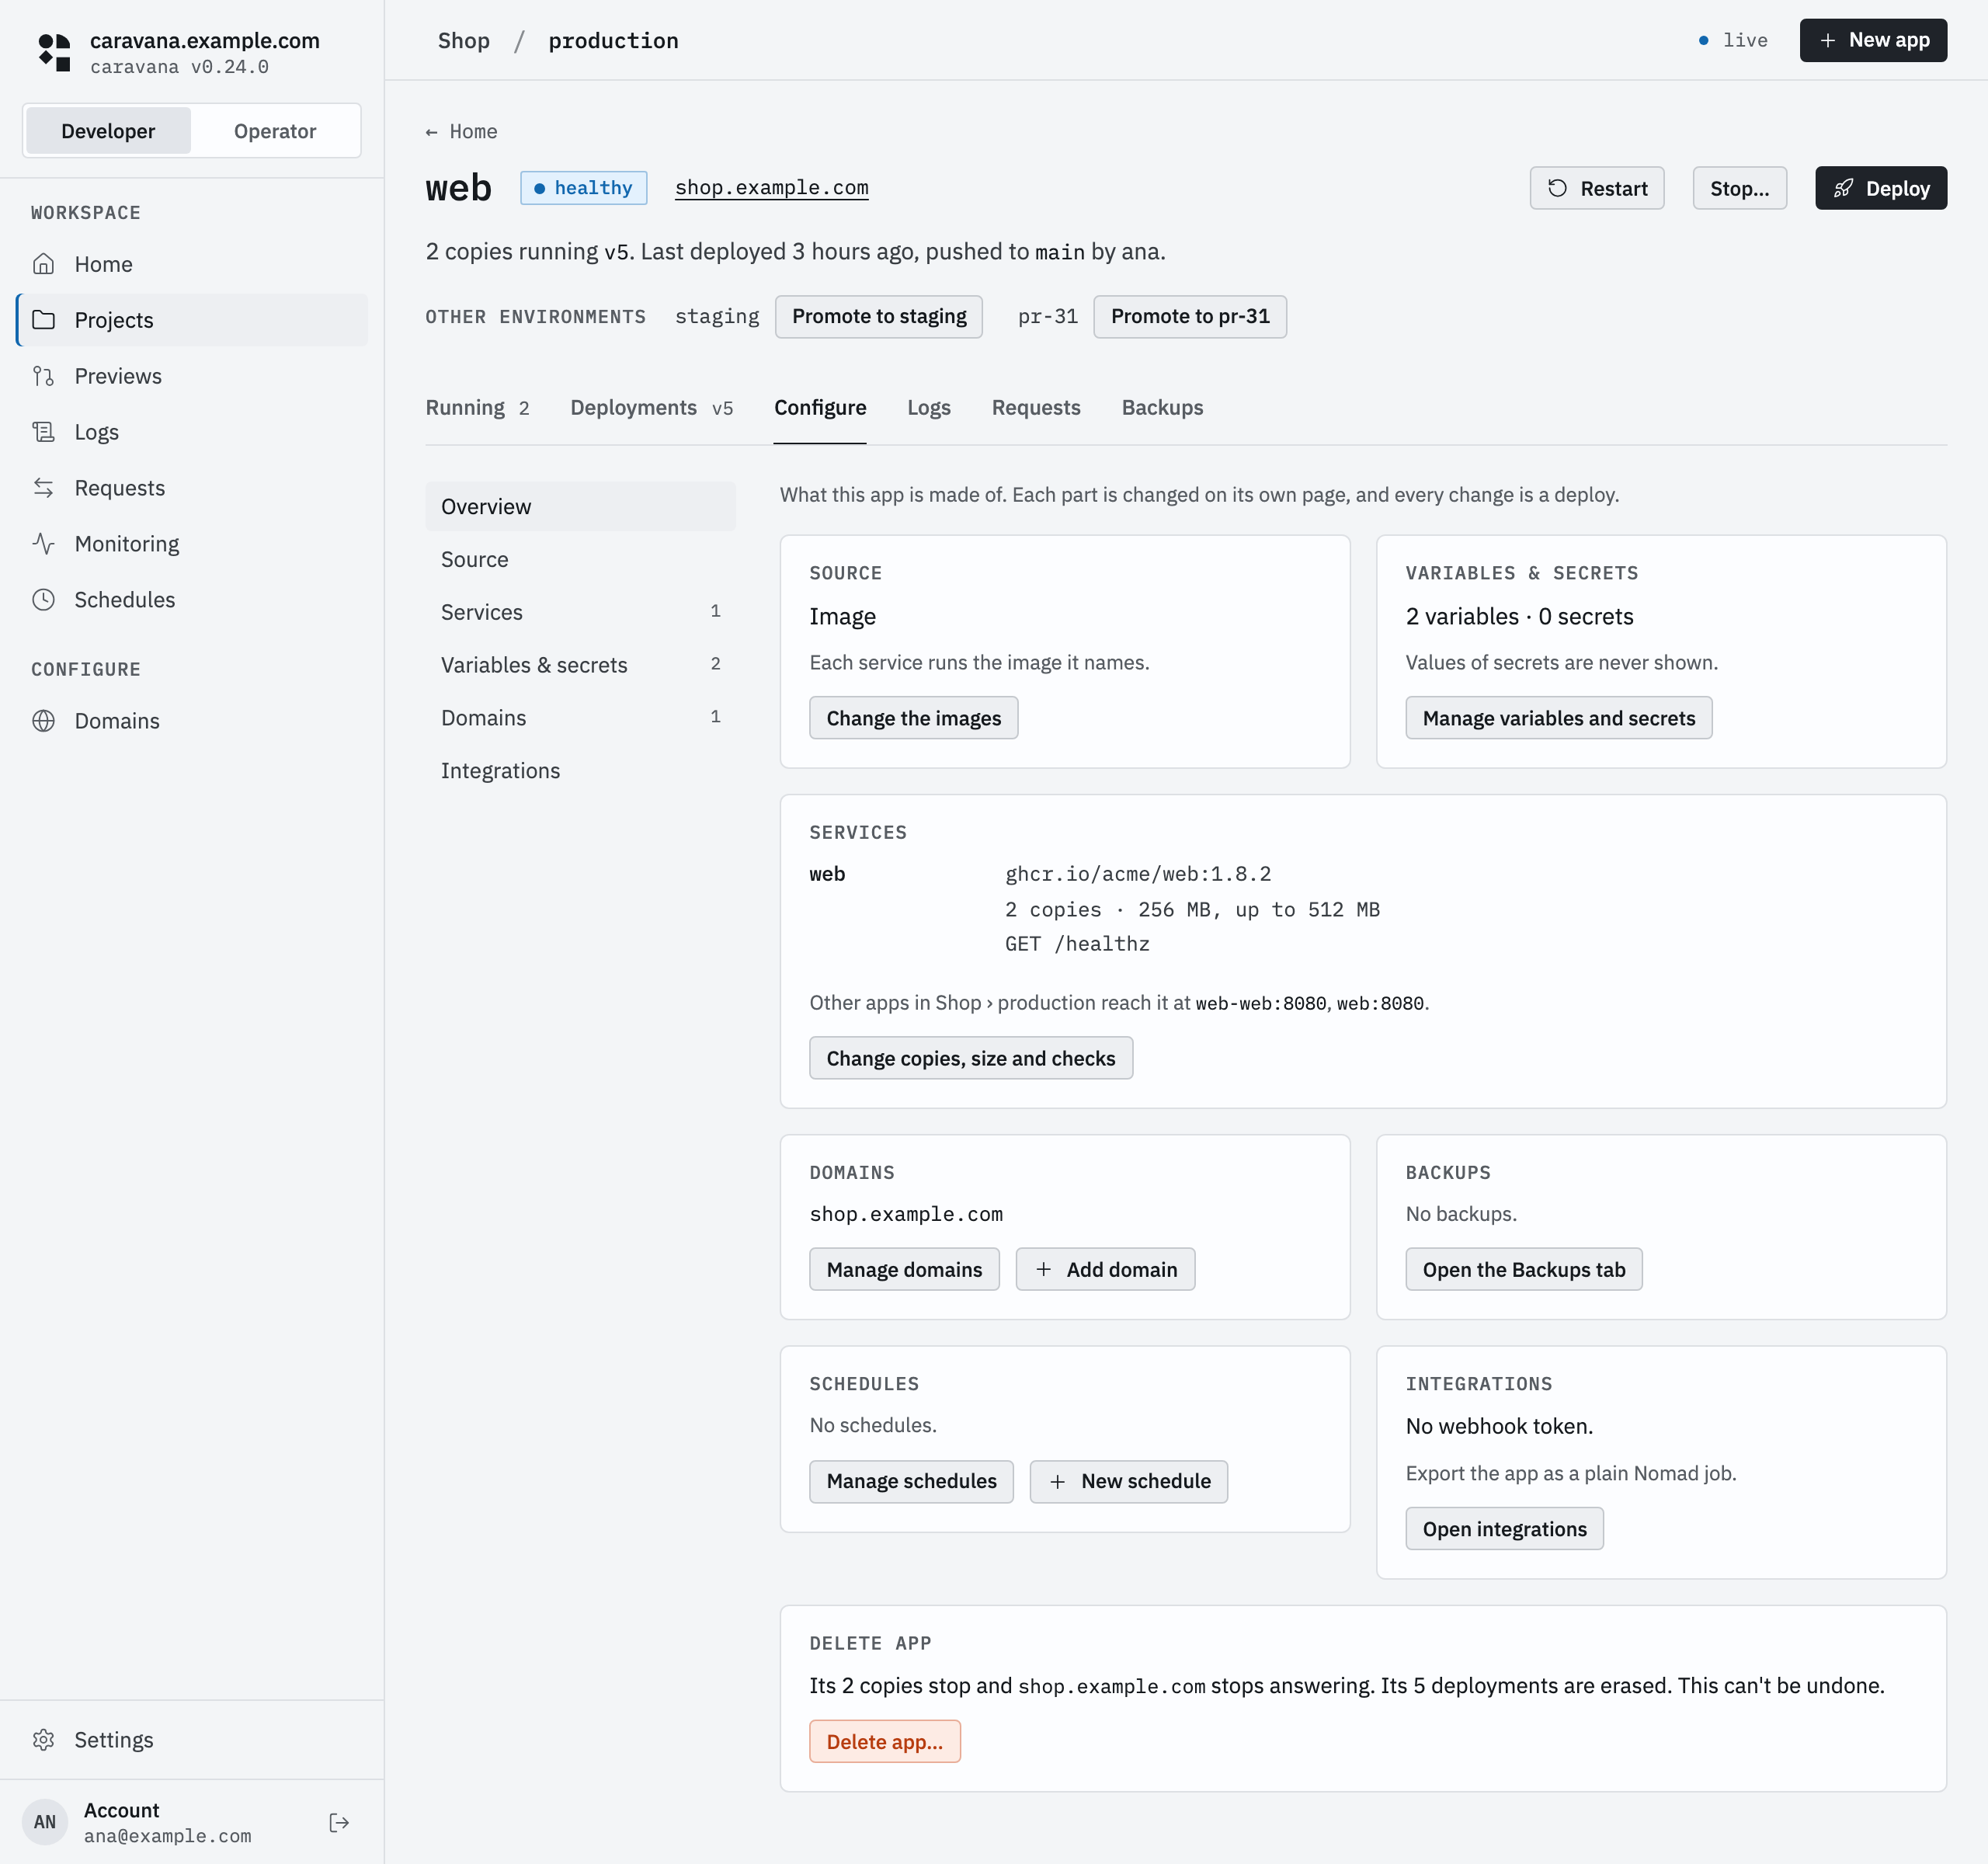 caravana.example.com
caravana v0.24.0
Developer
Operator
WORKSPACE
Home
Projects
Previews
Logs
Requests
Monitoring
Schedules
CONFIGURE
Domains
Settings
AN
Account
ana@example.com
Shop / production
live
+ New app
← Home
web
healthy
shop.example.com
Restart
Stop...
Deploy
2 copies running v5. Last deployed 3 hours ago, pushed to main by ana.
OTHER ENVIRONMENTS staging Promote to staging pr-31 Promote to pr-31
Running 2 Deployments v5 Configure Logs Requests Backups
Overview
Source
Services 1
Variables & secrets 2
Domains 1
Integrations
What this app is made of. Each part is changed on its own page, and every change is a deploy.
SOURCE
Image
Each service runs the image it names.
Change the images
VARIABLES & SECRETS
2 variables · 0 secrets
Values of secrets are never shown.
Manage variables and secrets
SERVICES
web ghcr.io/acme/web:1.8.2
2 copies · 256 MB, up to 512 MB
GET /healthz
Other apps in Shop › production reach it at web-web:8080, web:8080.
Change copies, size and checks
DOMAINS
shop.example.com
Manage domains
+ Add domain
BACKUPS
No backups.
Open the Backups tab
SCHEDULES
No schedules.
Manage schedules
+ New schedule
INTEGRATIONS
No webhook token.
Export the app as a plain Nomad job.
Open integrations
DELETE APP
Its 2 copies stop and shop.example.com stops answering. Its 5 deployments are erased. This can't be undone.
Delete app...